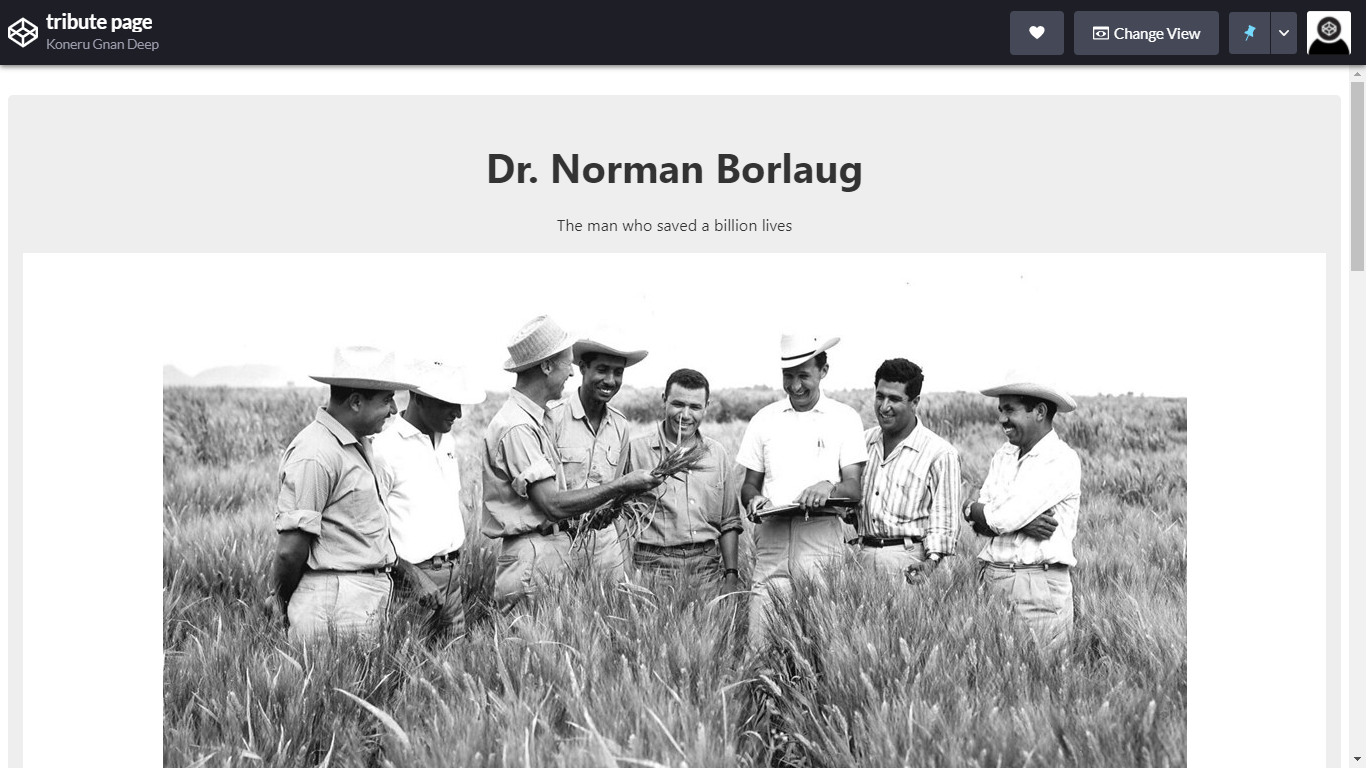 tribute page
Koneru Gnan Deep
Change View
Dr. Norman Borlaug
The man who saved a billion lives